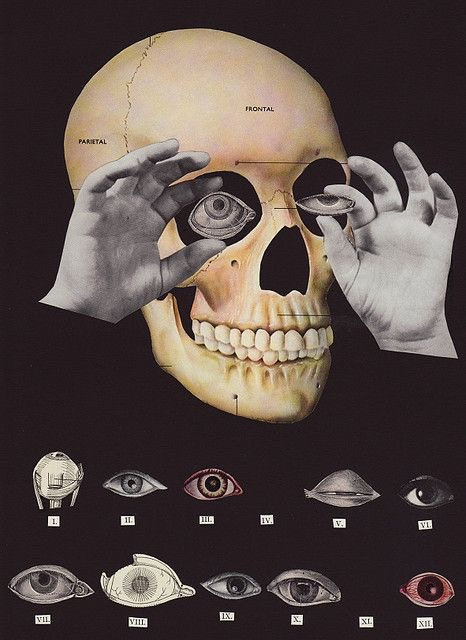 FRONTAL
PARIETAL
I. II. III. IV. V. VI.
VII. VIII. IX. X. XI. XII.